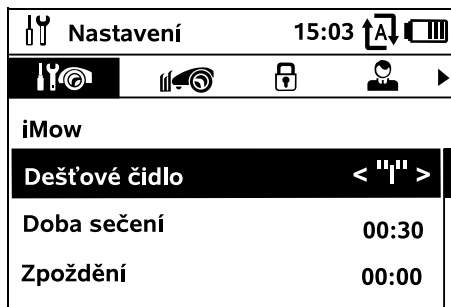 Nastavení 15:03 A
iMow
Dešťové čidlo < "I" >
Doba sečení 00:30
Zpoždění 00:00